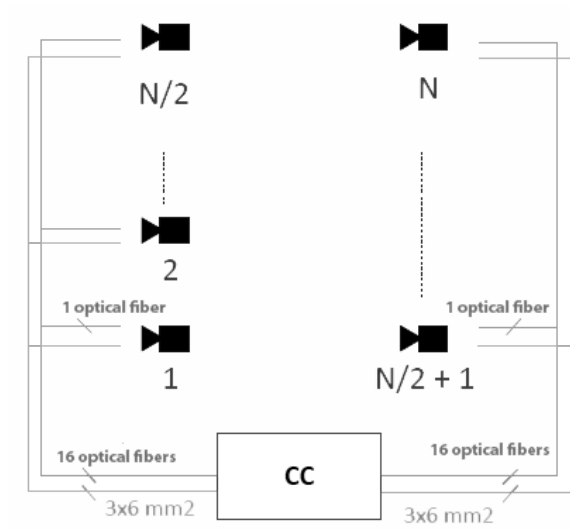 N/2
N
2
1 optical fiber
1 optical fiber
1
N/2 + 1
16 optical fibers
CC
16 optical fibers
3x6 mm2
3x6 mm2